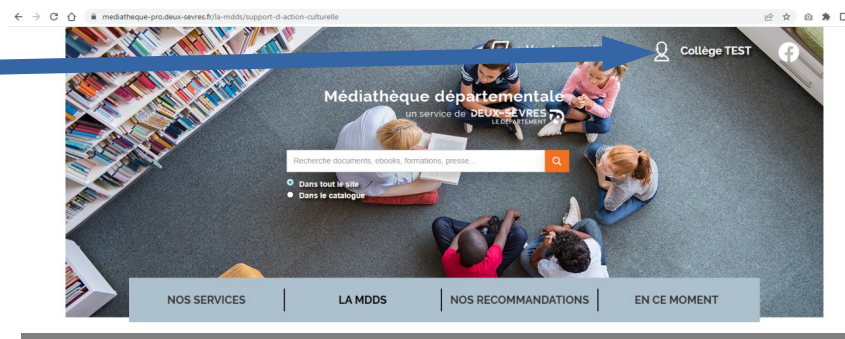 mediatheque-pro.deux-sevres.fr/la-mdds/support-d-action-culturelle
Collège TEST
Médiathèque départementale
un service de DEUX-SÈVRES
LE DÉPARTEMENT
Recherche documents, ebooks, formations, presse...
Dans tout le site
Dans le catalogue
NOS SERVICES
LA MDDS
NOS RECOMMANDATIONS
EN CE MOMENT